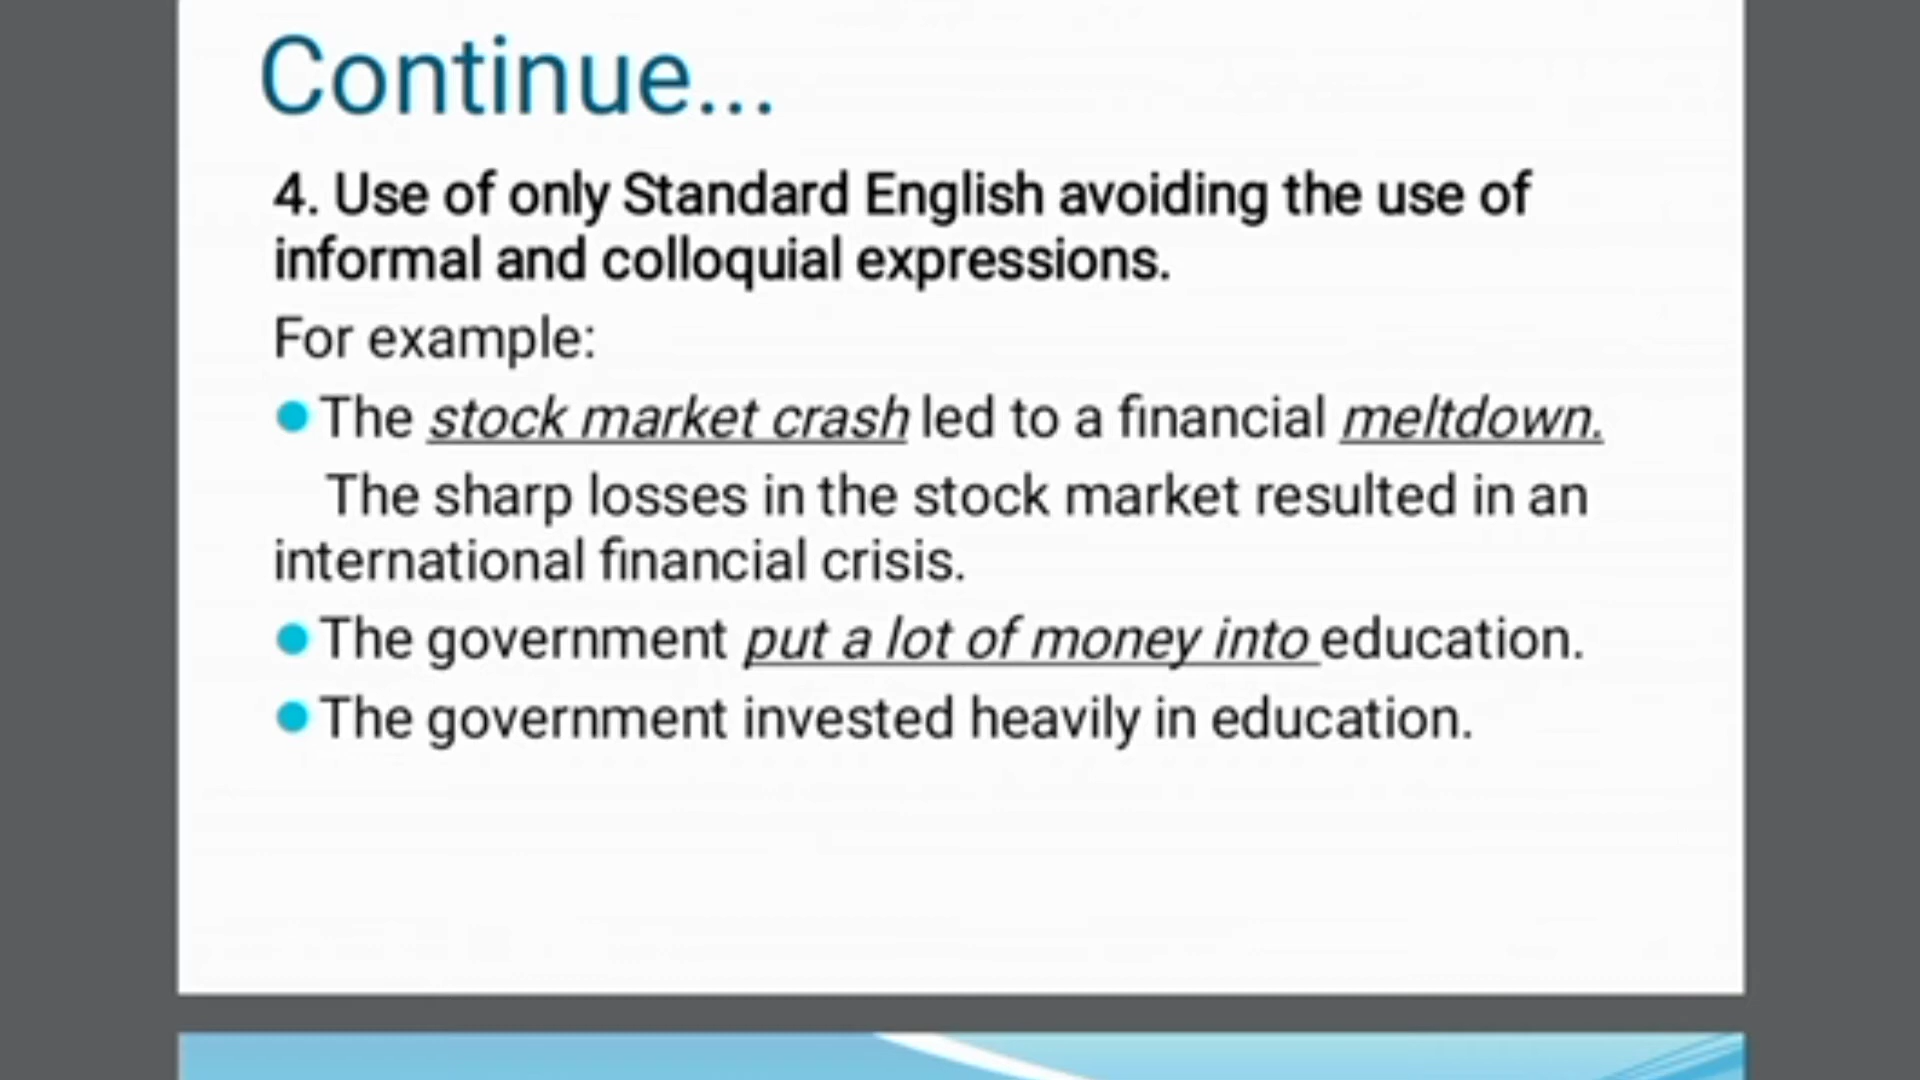 Continue...
4. Use of only Standard English avoiding the use of
informal and colloquial expressions.
For example:
The stock market crash led to a financial meltdown.
The sharp losses in the stock market resulted in an
international financial crisis.
The government put a lot of money into education.
The government invested heavily in education.